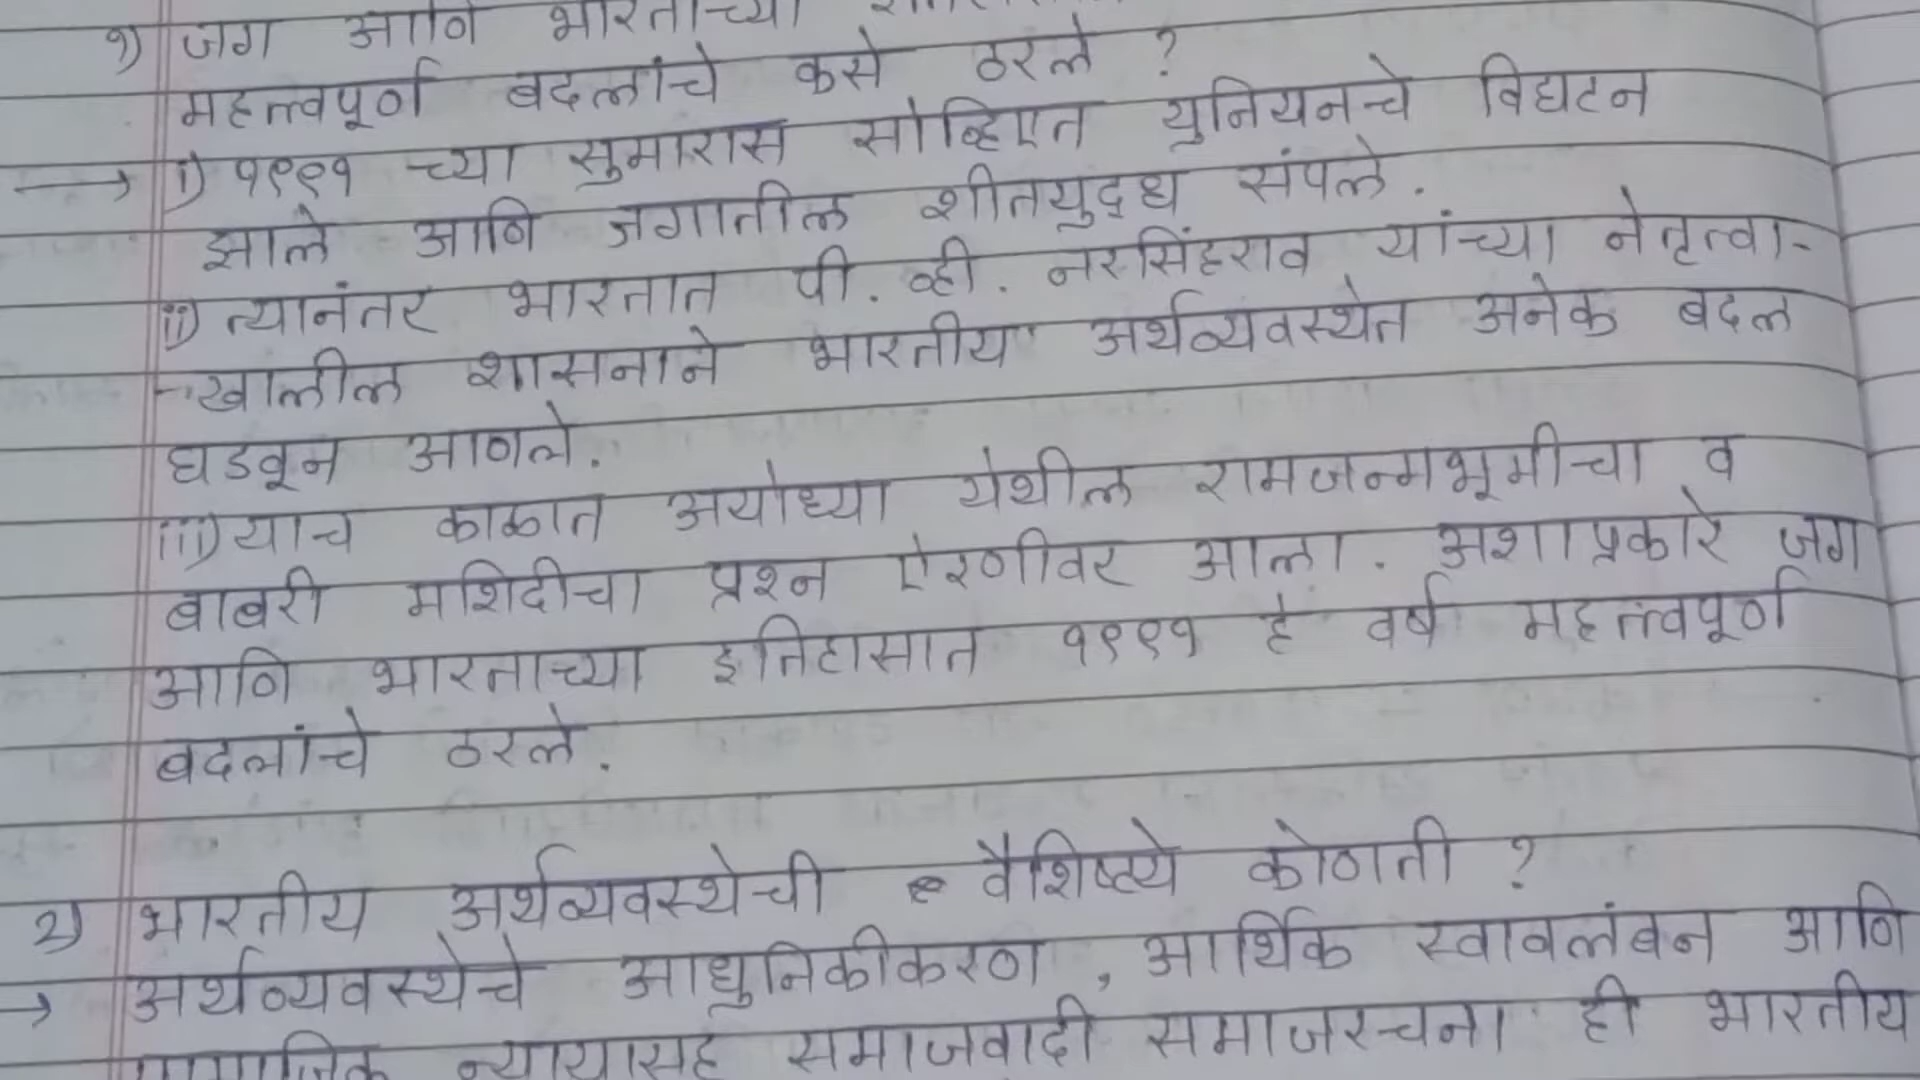 १) जग आणि भारताच्या
महत्त्वपूर्ण बदलांचे कसे ठरले ?
→ i) १९९१ च्या सुमारास सोव्हिएत युनियनचे विघटन
झाले आणि जगातील शीतयुद्ध संपले.
ii) त्यानंतर भारतात पी. व्ही. नरसिंहराव यांच्या नेतृत्वा-
-खालील शासनाने भारतीय अर्थव्यवस्थेत अनेक बदल
घडवून आणले.
iii) याच काळात अयोध्या येथील रामजन्मभूमीचा व
बाबरी मशिदीचा प्रश्न ऐरणीवर आला. अशाप्रकारे जग
आणि भारताच्या इतिहासात १९९१ हे वर्ष महत्त्वपूर्ण
बदलांचे ठरले.
२) भारतीय अर्थव्यवस्थेची वैशिष्ट्ये कोणती ?
→ अर्थव्यवस्थेचे आधुनिकीकरण, आर्थिक स्वावलंबन आणि
न्यायासह समाजवादी समाजरचना ही भारतीय